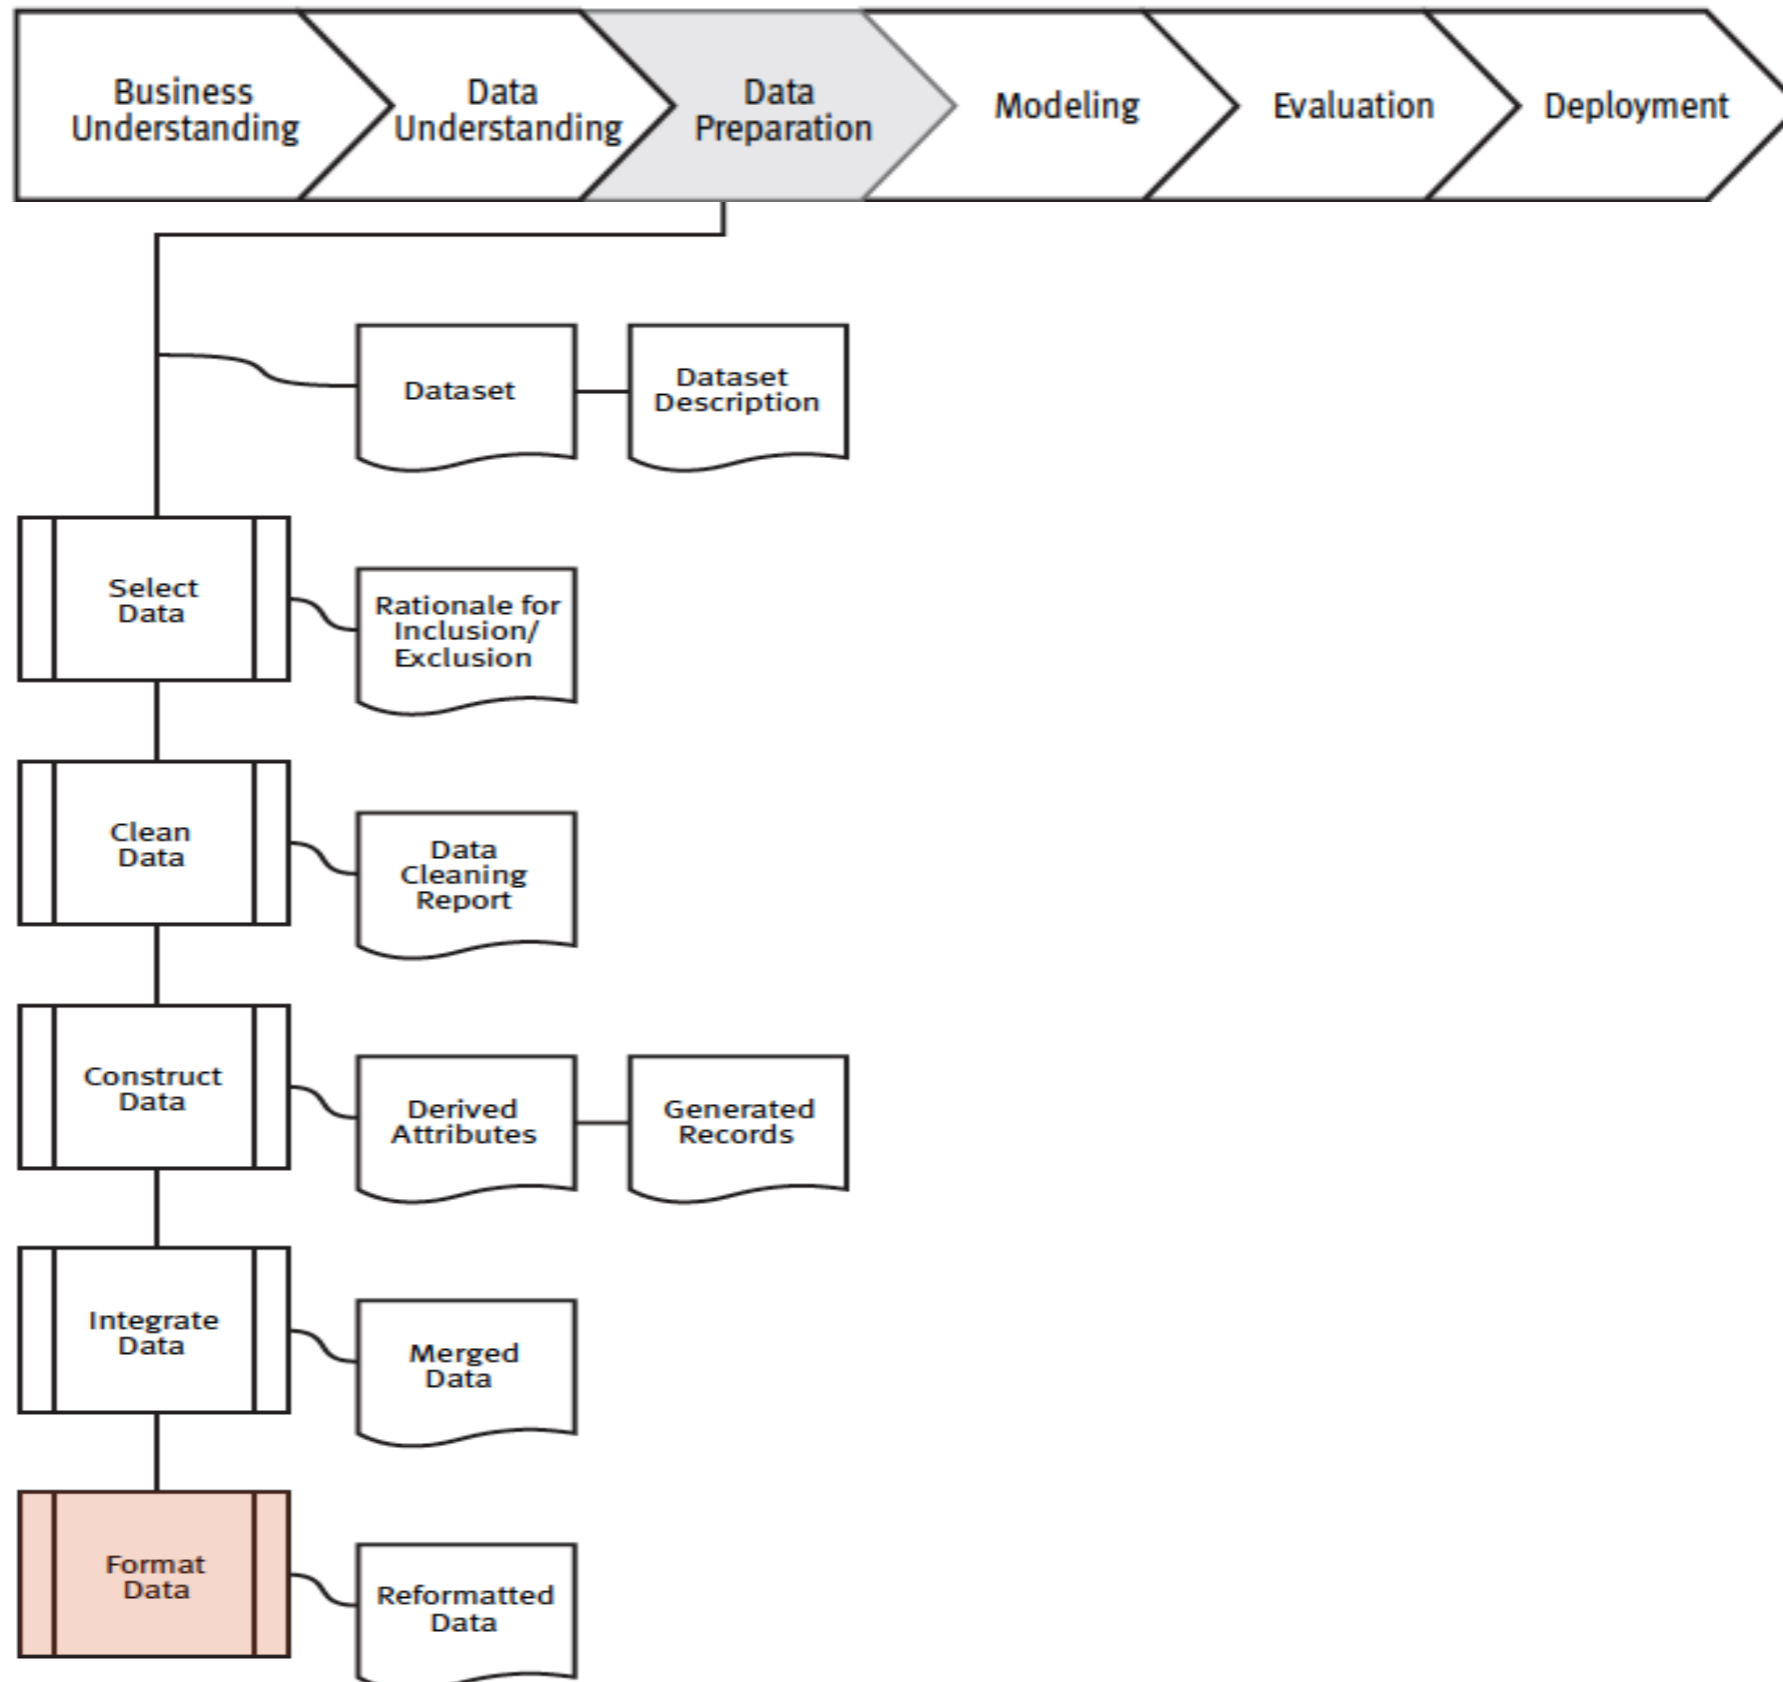 Business
Understanding
Data
Understanding
Data
Preparation
Modeling
Evaluation
Deployment
Dataset
Dataset
Description
Select
Data
Rationale for
Inclusion/
Exclusion
Clean
Data
Data
Cleaning
Report
Construct
Data
Derived
Attributes
Generated
Records
Integrate
Data
Merged
Data
Format
Data
Reformatted
Data